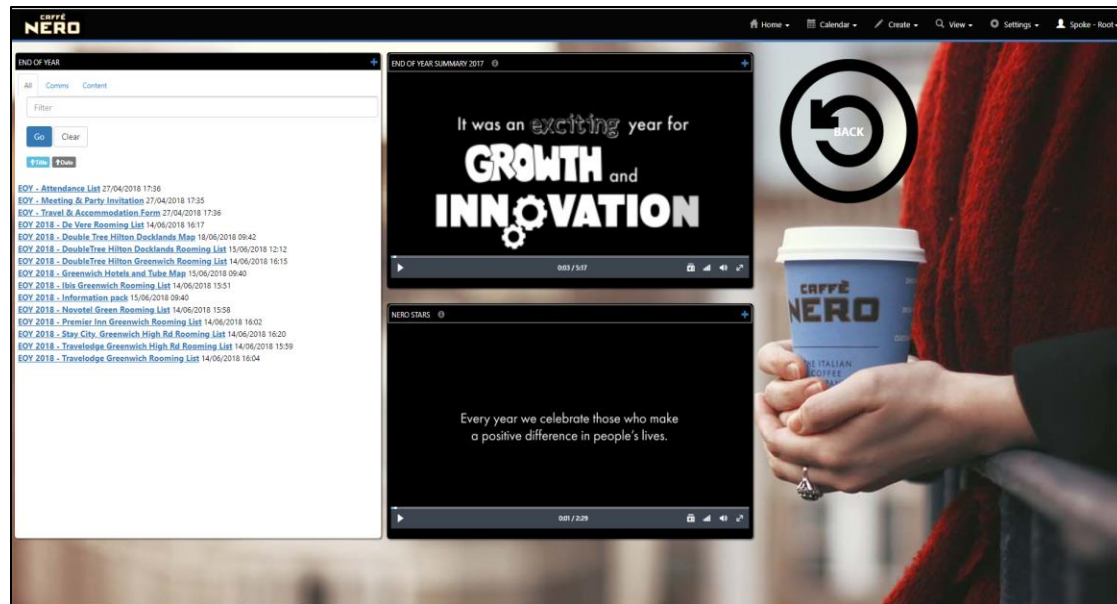 CAFFÈ
NERO
Home
Calendar
Create
View
Settings
Spoke - Root
END OF YEAR
All Comms Content
Filter
Go Clear
Title Date
EOY - Attendance List 27/04/2018 17:36
EOY - Meeting & Party Invitation 27/04/2018 17:35
EOY - Travel & Accommodation Form 27/04/2018 17:36
EOY 2018 - De Vere Rooming List 14/06/2018 16:17
EOY 2018 - Double Tree Hilton Docklands Map 18/06/2018 09:42
EOY 2018 - DoubleTree Hilton Docklands Rooming List 15/06/2018 12:12
EOY 2018 - DoubleTree Hilton Greenwich Rooming List 14/06/2018 16:15
EOY 2018 - Greenwich Hotels and Tube Map 15/06/2018 09:40
EOY 2018 - Ibis Greenwich Rooming List 14/06/2018 15:51
EOY 2018 - Information pack 15/06/2018 09:40
EOY 2018 - Novotel Green Rooming List 14/06/2018 15:58
EOY 2018 - Premier Inn Greenwich Rooming List 14/06/2018 16:02
EOY 2018 - Stay City, Greenwich High Rd Rooming List 14/06/2018 16:20
EOY 2018 - Travelodge Greenwich High Rd Rooming List 14/06/2018 15:59
EOY 2018 - Travelodge Greenwich Rooming List 14/06/2018 16:04
END OF YEAR SUMMARY 2017
It was an exciting year for
GROWTH and
INNOVATION
0:03 / 5:17
NERO STARS
Every year we celebrate those who make
a positive difference in people's lives.
0:01 / 2:29
BACK
CAFFÈ
NERO
THE ITALIAN
COFFEE